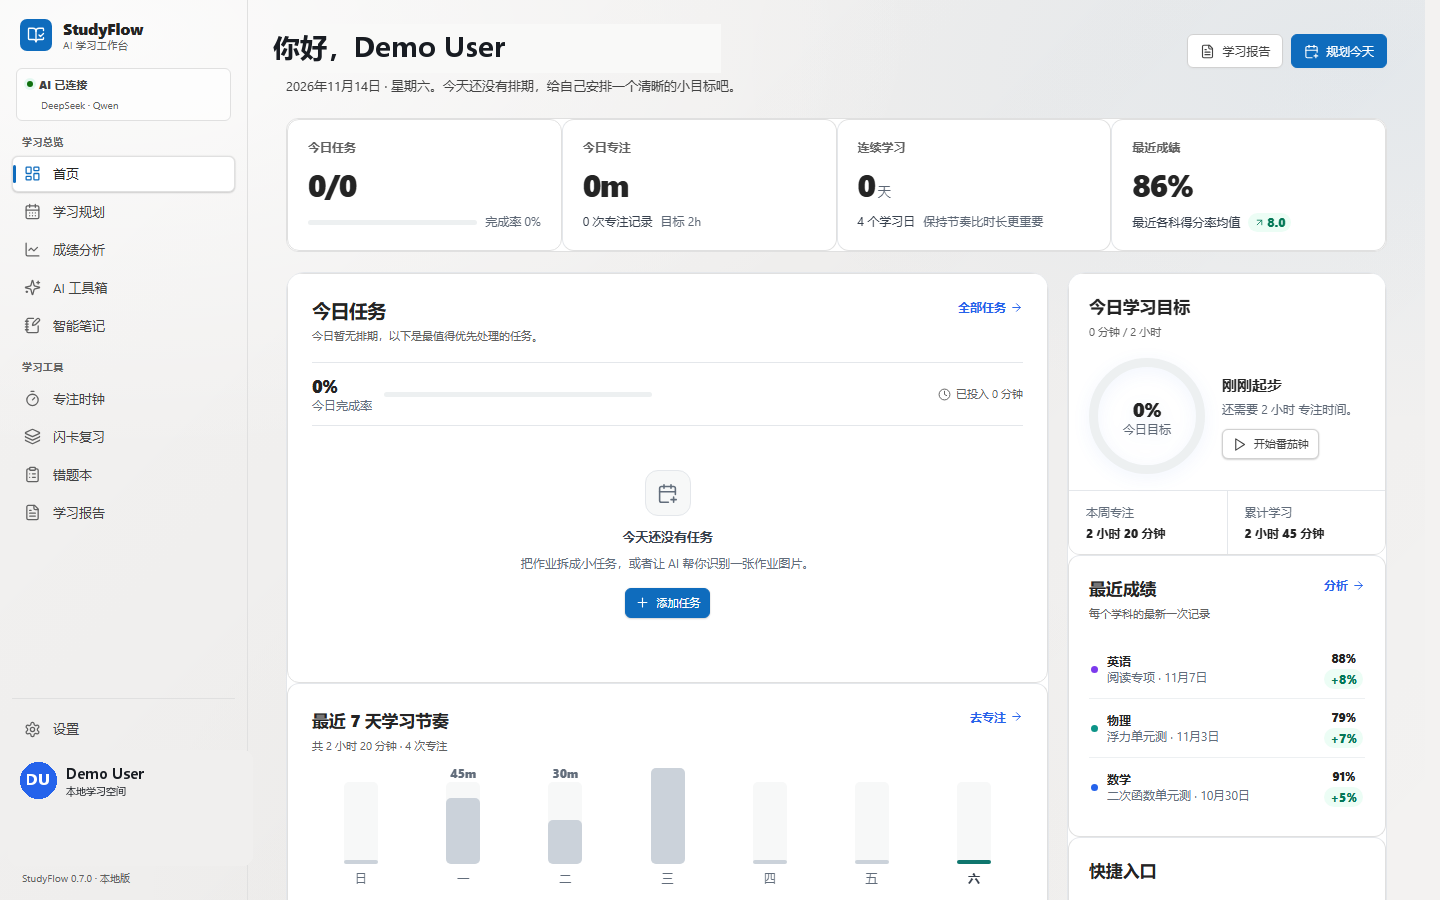 StudyFlow
AI 学习工作台
AI 已连接
DeepSeek · Qwen
学习总览
首页
学习规划
成绩分析
AI 工具箱
智能笔记
学习工具
专注时钟
闪卡复习
错题本
学习报告
设置
DU
Demo User
本地学习空间
StudyFlow 0.7.0 · 本地版
你好，Demo User
2026年11月14日 · 星期六。今天还没有排期，给自己安排一个清晰的小目标吧。
学习报告
规划今天
今日任务
0/0
完成率 0%
今日专注
0m
0 次专注记录 目标 2h
连续学习
0 天
4 个学习日 保持节奏比时长更重要
最近成绩
86%
最近各科得分率均值 8.0
今日任务
全部任务
今日暂无排期，以下是最值得优先处理的任务。
0%
今日完成率
已投入 0 分钟
今天还没有任务
把作业拆成小任务，或者让 AI 帮你识别一张作业图片。
添加任务
最近 7 天学习节奏
去专注
共 2 小时 20 分钟 · 4 次专注
45m 30m
日 一 二 三 四 五 六
今日学习目标
0 分钟 / 2 小时
0%
今日目标
刚刚起步
还需要 2 小时 专注时间。
开始番茄钟
本周专注
2 小时 20 分钟
累计学习
2 小时 45 分钟
最近成绩
分析
每个学科的最新一次记录
英语 88%
阅读专项 · 11月7日 +8%
物理 79%
浮力单元测 · 11月3日 +7%
数学 91%
二次函数单元测 · 10月30日 +5%
快捷入口